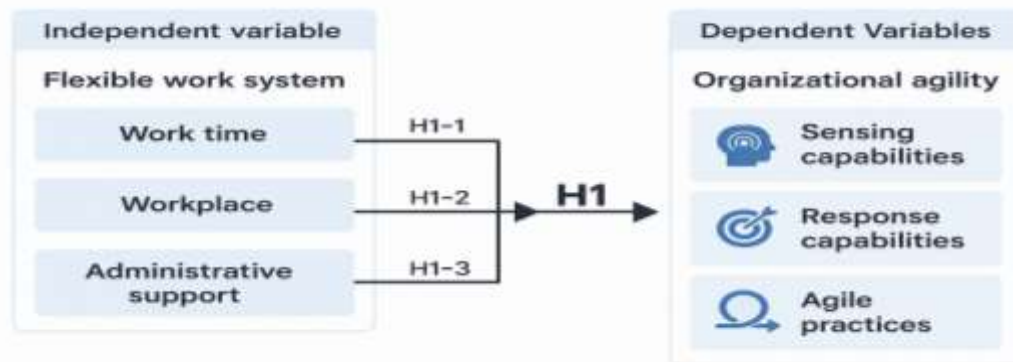 Independent variable
Flexible work system
Work time
Workplace
Administrative
support
H1-1
H1-2
H1-3
H1
Dependent Variables
Organizational agility
Sensing
capabilities
Response
capabilities
Agile
practices